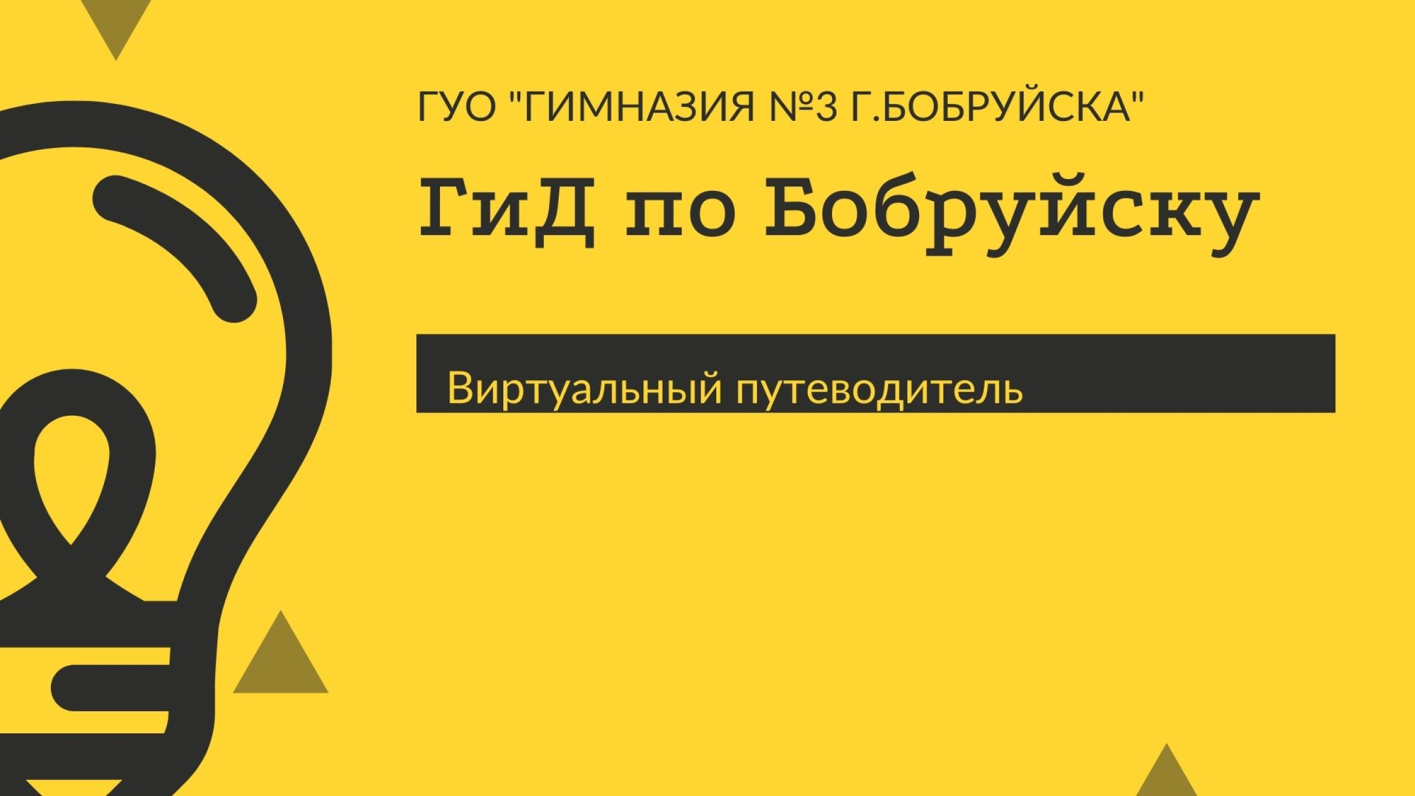 ГУО "ГИМНАЗИЯ №3 Г.БОБРУЙСКА"
ГиД по Бобруйску
Виртуальный путеводитель